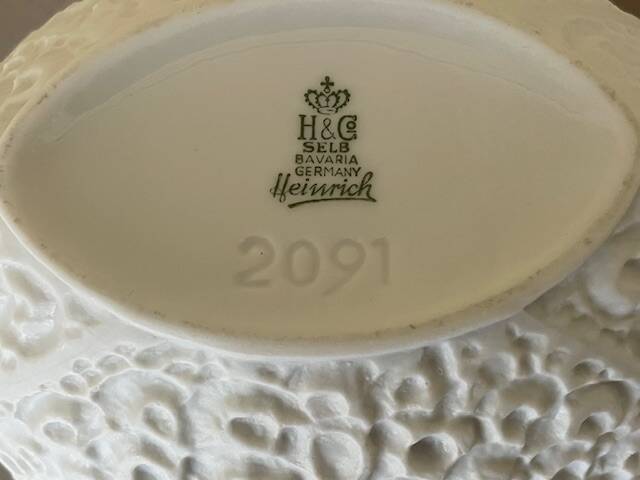 H&Co
SELB
BAVARIA
GERMANY
Heinrich
2091